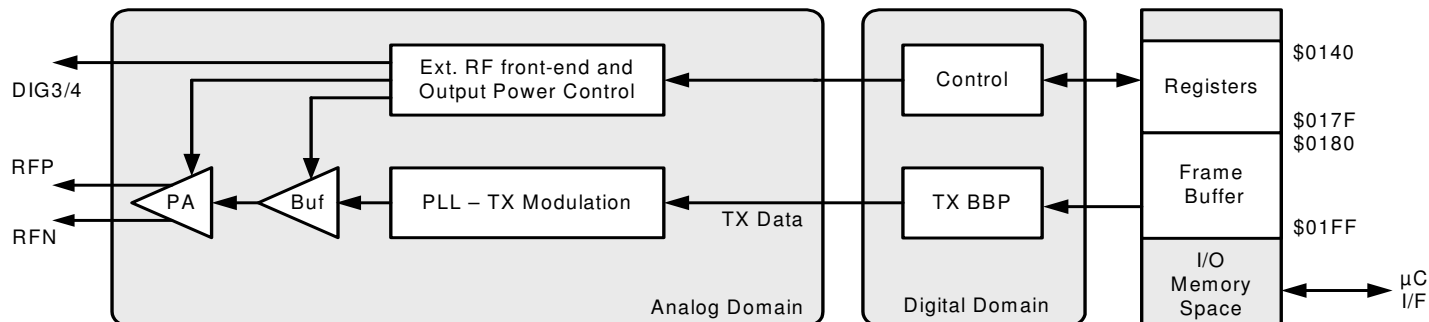 DIG3/4
RFP
RFN
Ext. RF front-end and
Output Power Control
PA
Buf
PLL – TX Modulation
TX Data
Analog Domain
Control
TX BBP
Digital Domain
Registers
Frame
Buffer
I/O
Memory
Space
$0140
$017F
$0180
$01FF
µC
I/F